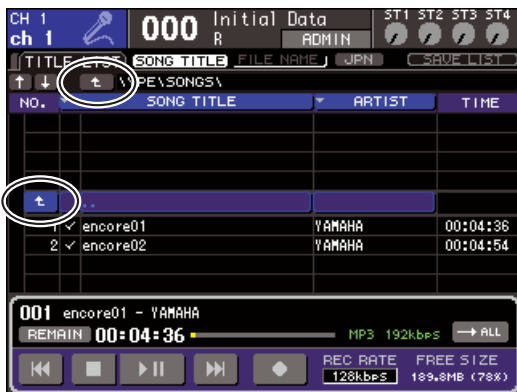 CH 1 Initial Data ST1 ST2 ST3 ST4
ch 1 000 R ADMIN
TITLE LIST SONG TITLE FILE NAME JPN SAVE LIST
\YPE\SONGS\
NO. SONG TITLE ARTIST TIME
..
1 ✓ encore01 YAMAHA 00:04:36
2 ✓ encore02 YAMAHA 00:04:54
001 encore01 - YAMAHA
REMAIN 00:04:36 MP3 192kbps → ALL
REC RATE FREE SIZE
128kbps 189.8MB (78%)